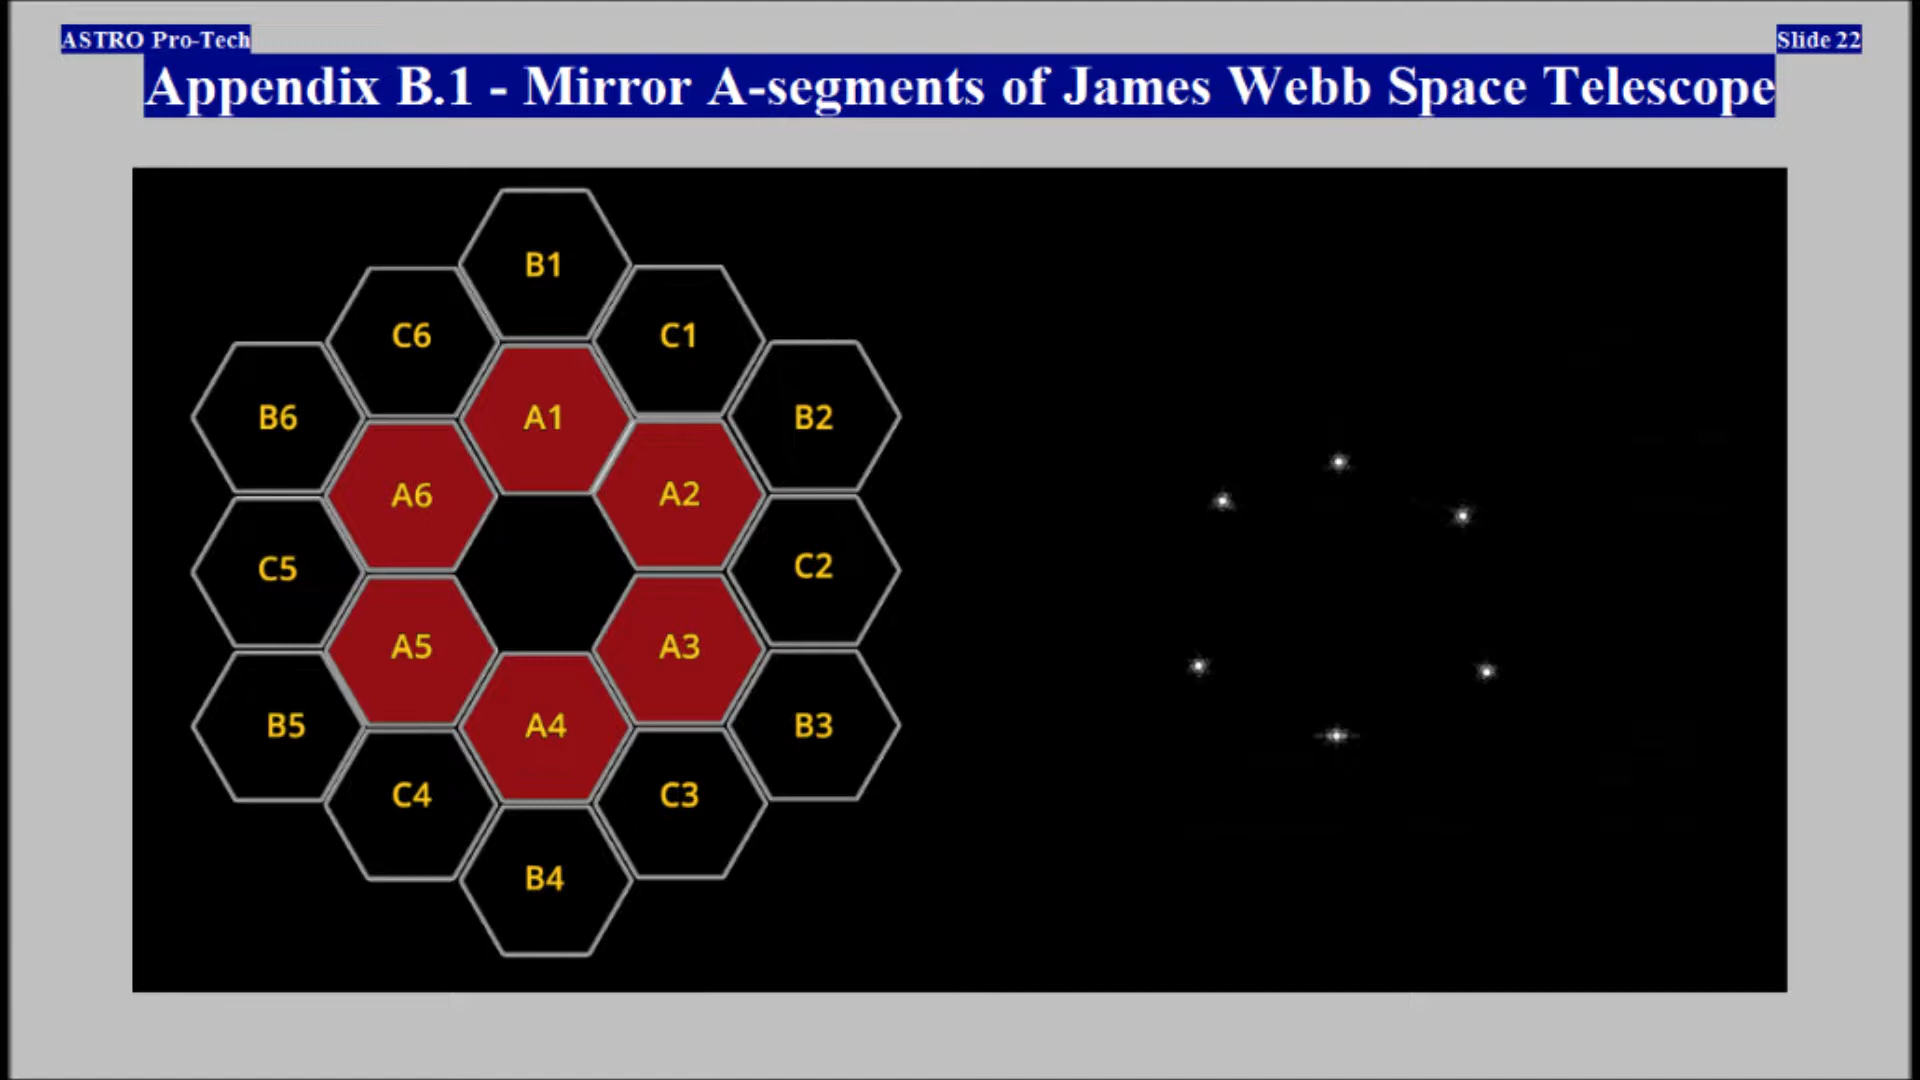 ASTRO Pro-Tech
Slide 22
Appendix B.1 - Mirror A-segments of James Webb Space Telescope
B1
C6
C1
B6
A1
B2
A6
A2
C5
C2
A5
A3
B5
A4
B3
C4
C3
B4